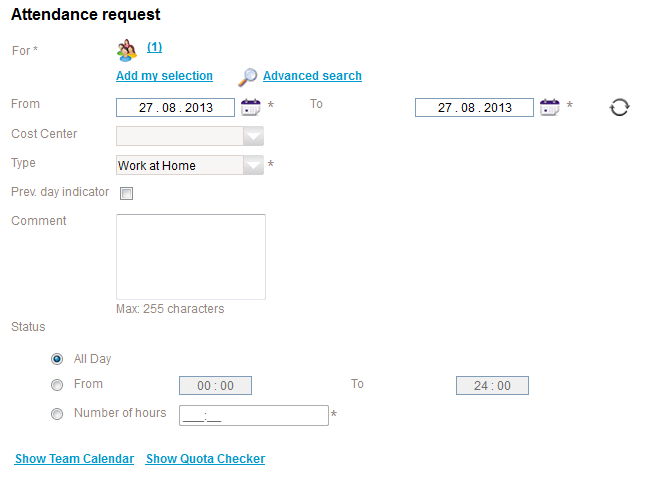 Attendance request
For * (1)
Add my selection Advanced search
From 27 . 08 . 2013 * To 27 . 08 . 2013 *
Cost Center
Type Work at Home *
Prev. day indicator
Comment
Max: 255 characters
Status
All Day
From 00 : 00 To 24 : 00
Number of hours ___:__ *
Show Team Calendar Show Quota Checker